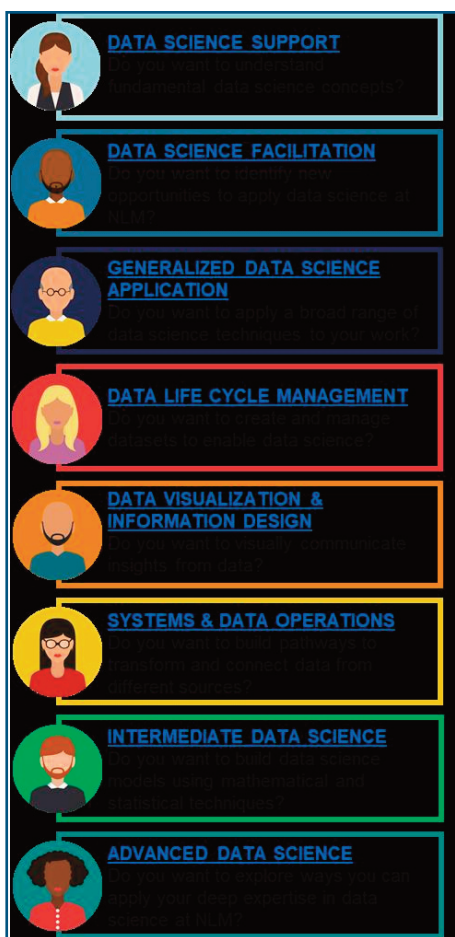 DATA SCIENCE SUPPORT
Do you want to understand
fundamental data science concepts?
DATA SCIENCE FACILITATION
Do you want to identify new
opportunities to apply data science at
NLM?
GENERALIZED DATA SCIENCE
APPLICATION
Do you want to apply a broad range of
data science techniques to your work?
DATA LIFE CYCLE MANAGEMENT
Do you want to create and manage
datasets to enable data science?
DATA VISUALIZATION &
INFORMATION DESIGN
Do you want to visually communicate
insights from data?
SYSTEMS & DATA OPERATIONS
Do you want to build pathways to
transform and connect data from
different sources?
INTERMEDIATE DATA SCIENCE
Do you want to build data science
models using mathematical and
statistical techniques?
ADVANCED DATA SCIENCE
Do you want to explore ways you can
apply your deep expertise in data
science at NLM?